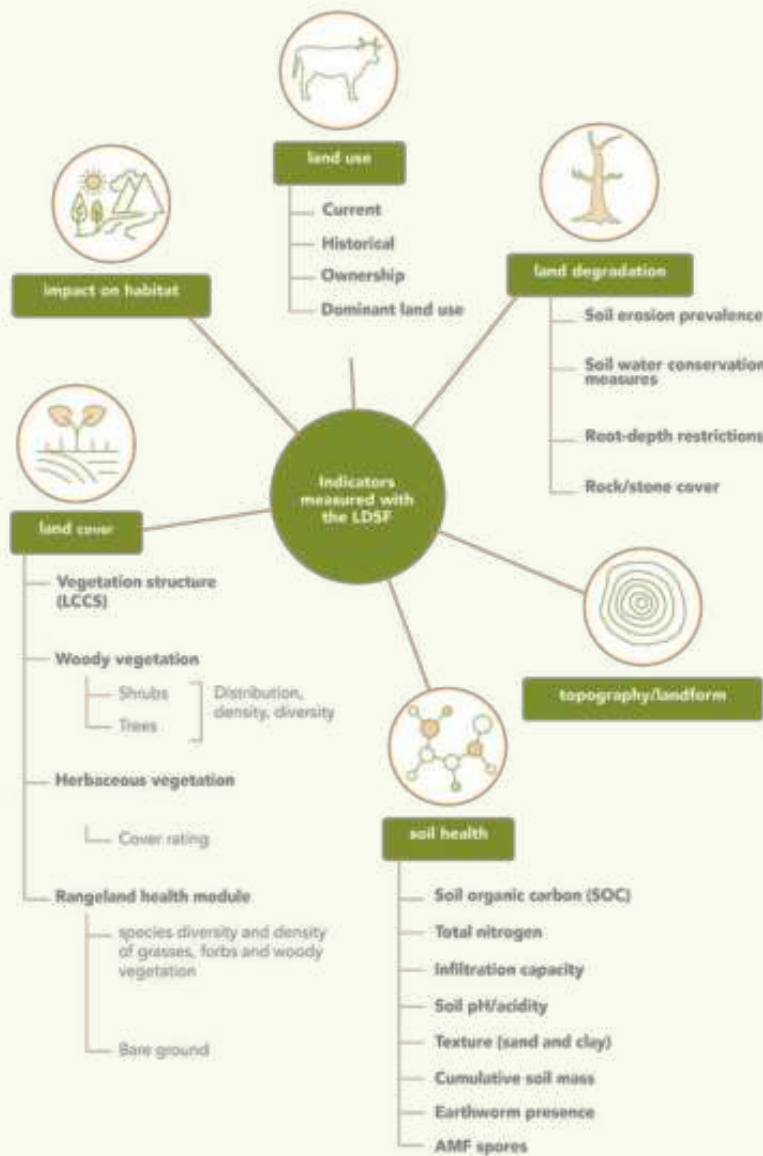 land use
Current
Historical
Ownership
Dominant land use
impact on habitat
land degradation
Soil erosion prevalence
Soil water conservation
measures
Root-depth restrictions
Rock/stone cover
Indicators
measured with
the LDSF
land cover
Vegetation structure
(LCCS)
Woody vegetation
Shrubs
Trees
Distribution,
density, diversity
Herbaceous vegetation
Cover rating
Rangeland health module
species diversity and density
of grasses, forbs and woody
vegetation
Bare ground
topography/landform
soil health
Soil organic carbon (SOC)
Total nitrogen
Infiltration capacity
Soil pH/acidity
Texture (sand and clay)
Cumulative soil mass
Earthworm presence
AMF spores